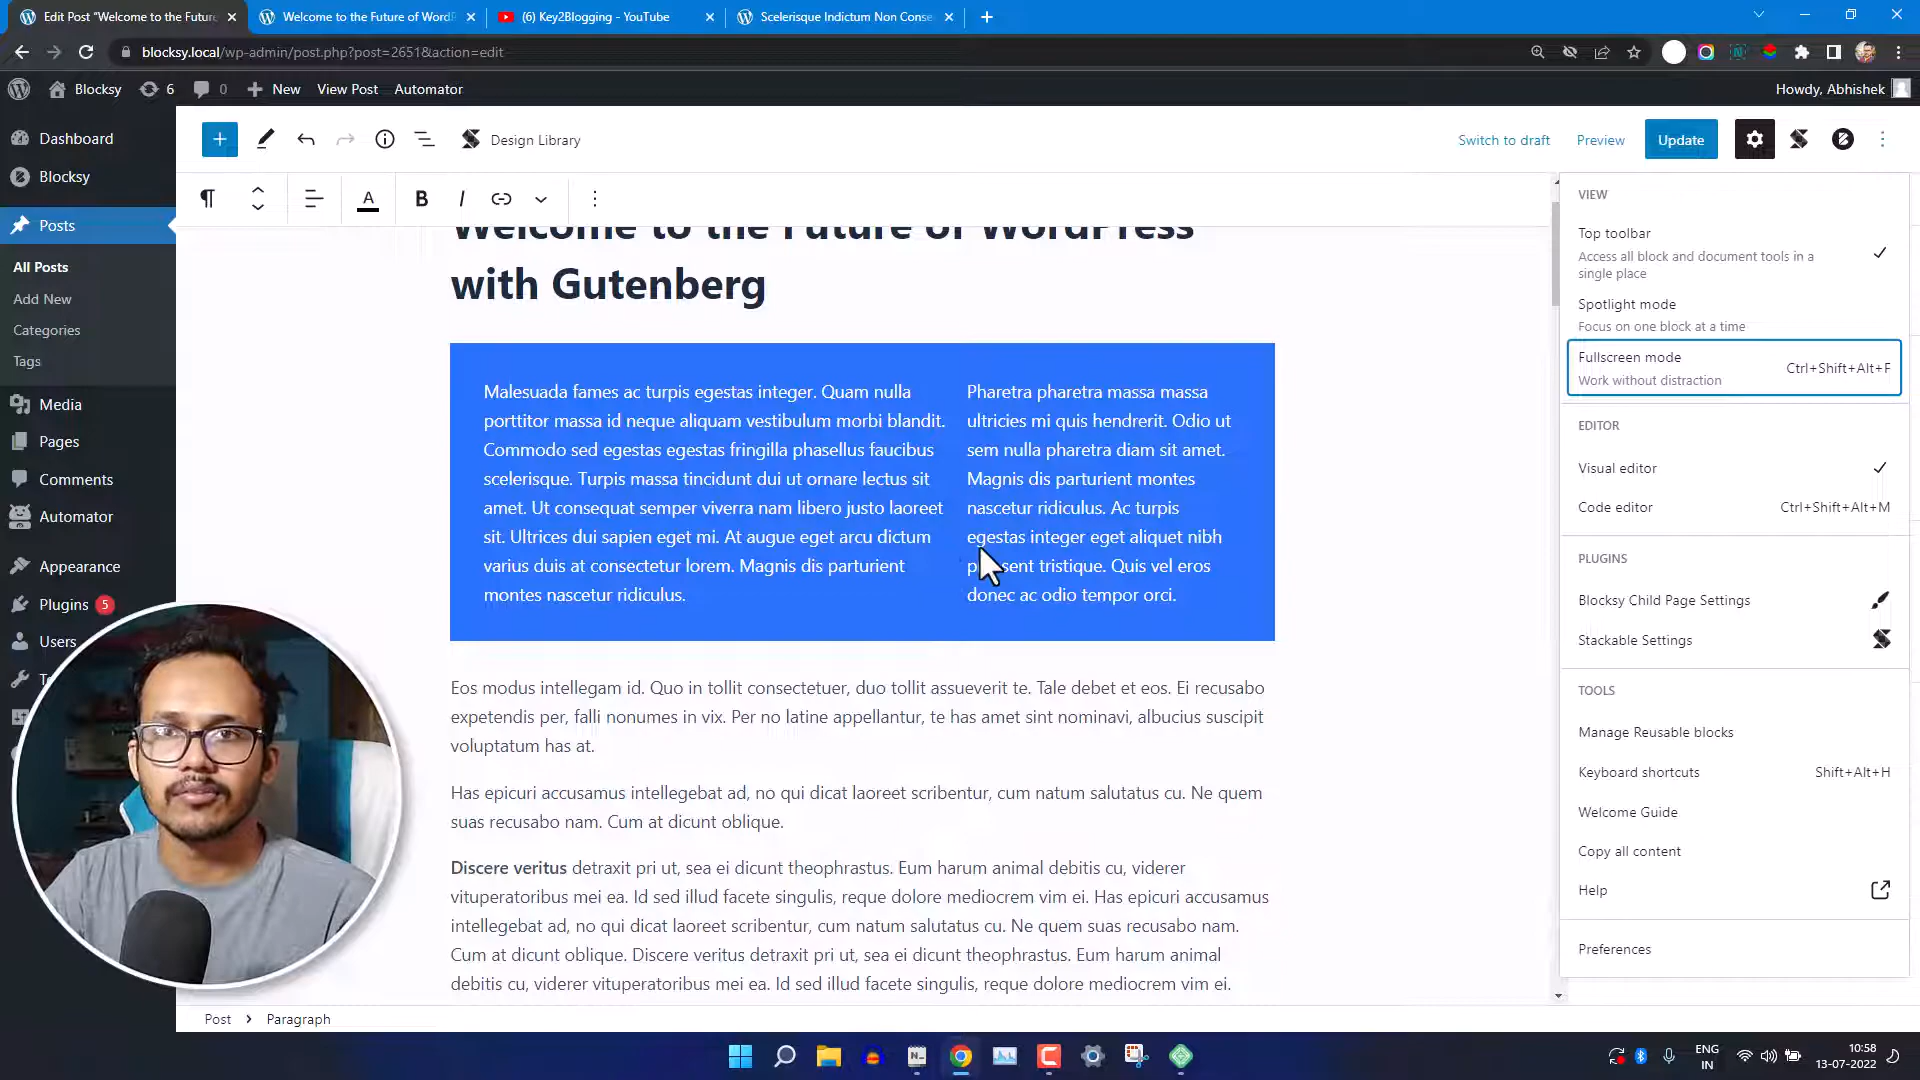 Edit Post "Welcome to the Future
Welcome to the Future of WordP
(6) Key2Blogging - YouTube
Scelerisque Indictum Non Conse
blocksy.local/wp-admin/post.php?post=2651&action=edit
Blocksy
6
0
New
View Post
Automator
Howdy, Abhishek
Dashboard
Blocksy
Posts
All Posts
Add New
Categories
Tags
Media
Pages
Comments
Automator
Appearance
Plugins 5
Users
Design Library
Switch to draft
Preview
Update
Welcome to the Future of WordPress
with Gutenberg
Malesuada fames ac turpis egestas integer. Quam nulla
porttitor massa id neque aliquam vestibulum morbi blandit.
Commodo sed egestas egestas fringilla phasellus faucibus
scelerisque. Turpis massa tincidunt dui ut ornare lectus sit
amet. Ut consequat semper viverra nam libero justo laoreet
sit. Ultrices dui sapien eget mi. At augue eget arcu dictum
varius duis at consectetur lorem. Magnis dis parturient
montes nascetur ridiculus.
Pharetra pharetra massa massa
ultricies mi quis hendrerit. Odio ut
sem nulla pharetra diam sit amet.
Magnis dis parturient montes
nascetur ridiculus. Ac turpis
egestas integer eget aliquet nibh
tristique. Quis vel eros
donec ac odio tempor orci.
Eos modus intellegam id. Quo in tollit consectetuer, duo tollit assueverit te. Tale debet et eos. Ei recusabo
expetendis per, falli nonumes in vix. Per no latine appellantur, te has amet sint nominavi, albucius suscipit
voluptatum has at.
Has epicuri accusamus intellegebat ad, no qui dicat laoreet scribentur, cum natum salutatus cu. Ne quem
suas recusabo nam. Cum at dicunt oblique.
Discere veritus detraxit pri ut, sea ei dicunt theophrastus. Eum harum animal debitis cu, viderer
vituperatoribus mei ea. Id sed illud facete singulis, reque dolore mediocrem vim ei. Has epicuri accusamus
intellegebat ad, no qui dicat laoreet scribentur, cum natum salutatus cu. Ne quem suas recusabo nam.
Cum at dicunt oblique. Discere veritus detraxit pri ut, sea ei dicunt theophrastus. Eum harum animal
debitis cu, viderer vituperatoribus mei ea. Id sed illud facete singulis, reque dolore mediocrem vim ei.
VIEW
Top toolbar
Access all block and document tools in a
single place
Spotlight mode
Focus on one block at a time
Fullscreen mode
Ctrl+Shift+Alt+F
Work without distraction
EDITOR
Visual editor
Code editor
Ctrl+Shift+Alt+M
PLUGINS
Blocksy Child Page Settings
Stackable Settings
TOOLS
Manage Reusable blocks
Keyboard shortcuts
Shift+Alt+H
Welcome Guide
Copy all content
Help
Preferences
Post
Paragraph
ENG
IN
10:58
13-07-2022